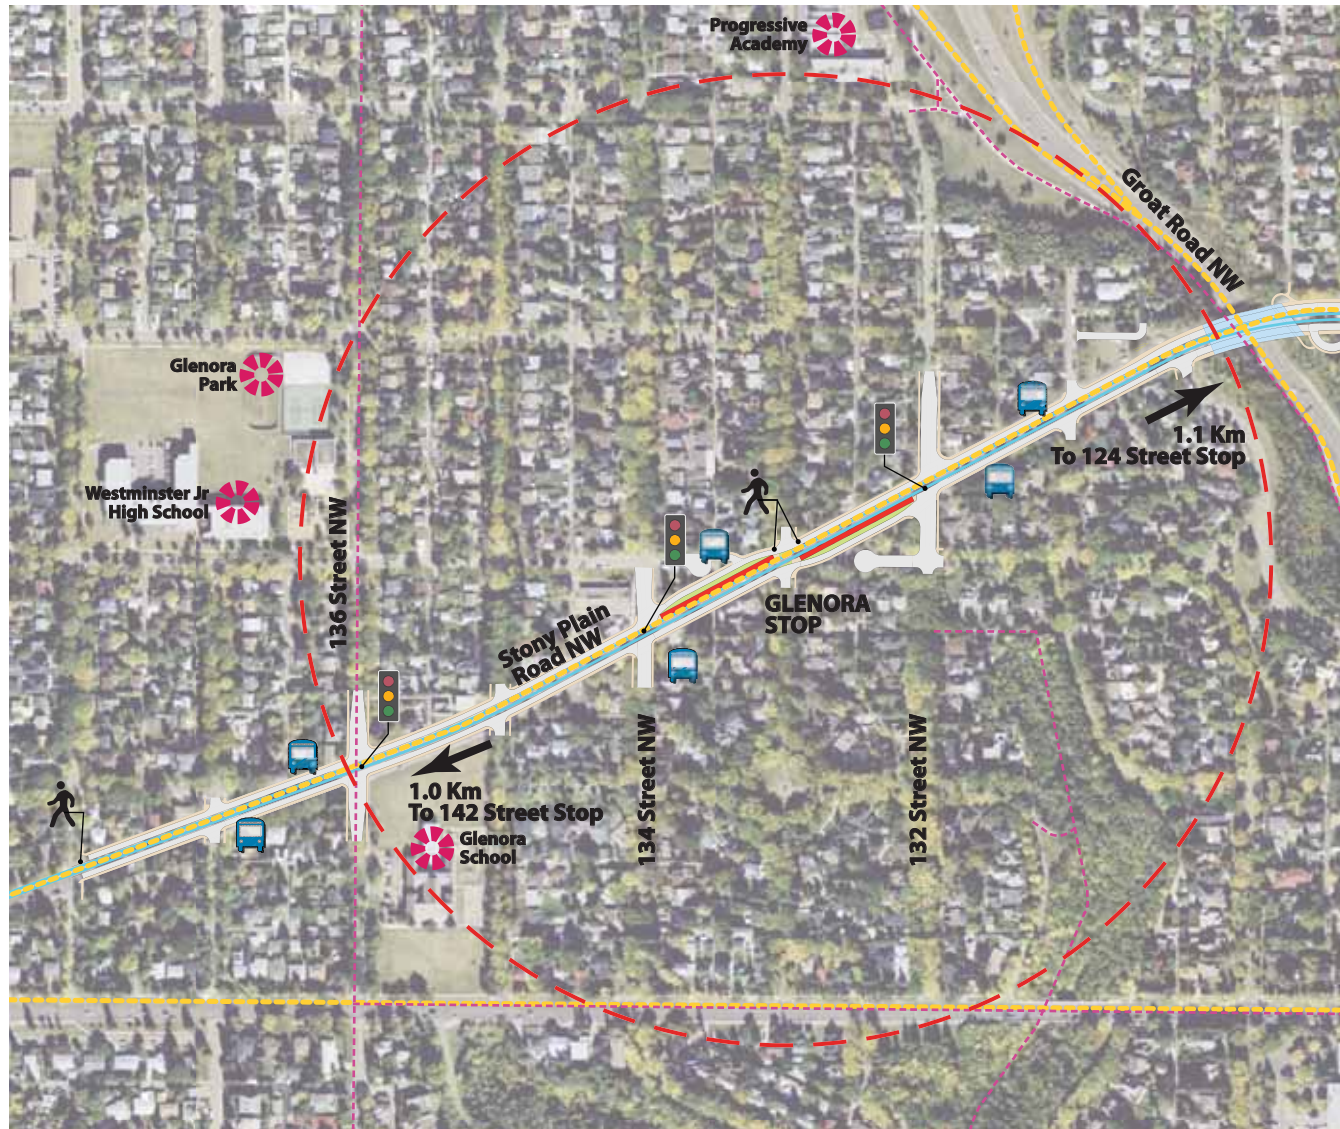 Progressive
Academy
Groat Road NW
Glenora
Park
1.1 Km
To 124 Street Stop
Westminster Jr
High School
136 Street NW
GLENORA
STOP
Stony Plain
Road NW
1.0 Km
To 142 Street Stop
134 Street NW
132 Street NW
Glenora
School